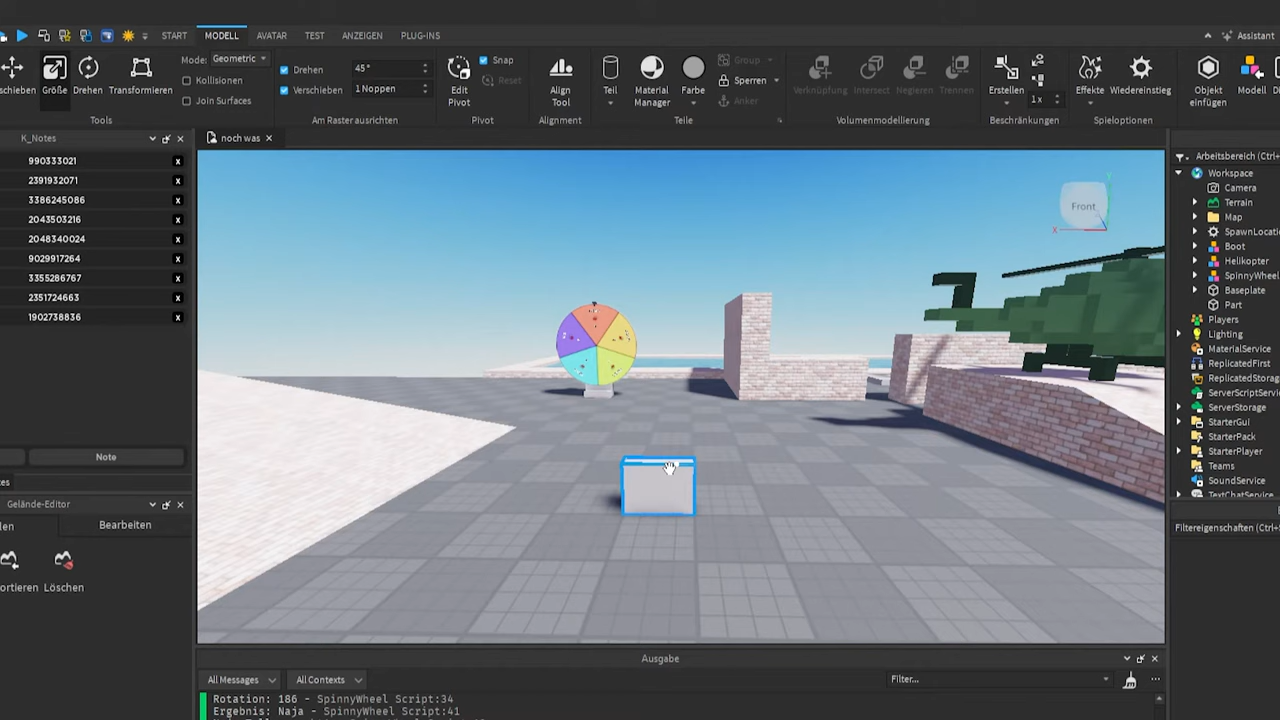 START
MODELL
AVATAR
TEST
ANZEIGEN
PLUG-INS
Assistant
Mode: Geometric
Kollisionen
Join Surfaces
schieben
Größe
Drehen
Transformieren
Tools
Drehen
45°
Verschieben
1 Noppen
Am Raster ausrichten
Edit
Pivot
Snap
Reset
Pivot
Align
Tool
Alignment
Teil
Material
Manager
Farbe
Group
Sperren
Anker
Teile
Verknüpfung
Intersect
Negieren
Trennen
Volumenmodellierung
Erstellen
1 x
Beschränkungen
Effekte
Wiedereinstieg
Spieloptionen
Objekt
einfügen
Modell
K_Notes
990333021
x
2391932071
x
3386245086
x
2043503216
x
2048340024
x
9029917264
x
3355286767
x
2351724663
x
1902738836
x
Note
Gelände-Editor
Bearbeiten
ortieren
Löschen
noch was
Front
X
Y
Arbeitsbereich (Ctrl+
Workspace
Camera
Terrain
Map
SpawnLocatio
Boot
Helikopter
SpinnyWheel
Baseplate
Part
Players
Lighting
MaterialService
ReplicatedFirst
ReplicatedStorag
ServerScriptServi
ServerStorage
StarterGui
StarterPack
StarterPlayer
Teams
SoundService
TextChatService
Filtereigenschaften (Ctrl+S
Ausgabe
All Messages
All Contexts
Filter...
Rotation: 186 - SpinnyWheel Script:34
Ergebnis: Naja - SpinnyWheel Script:41